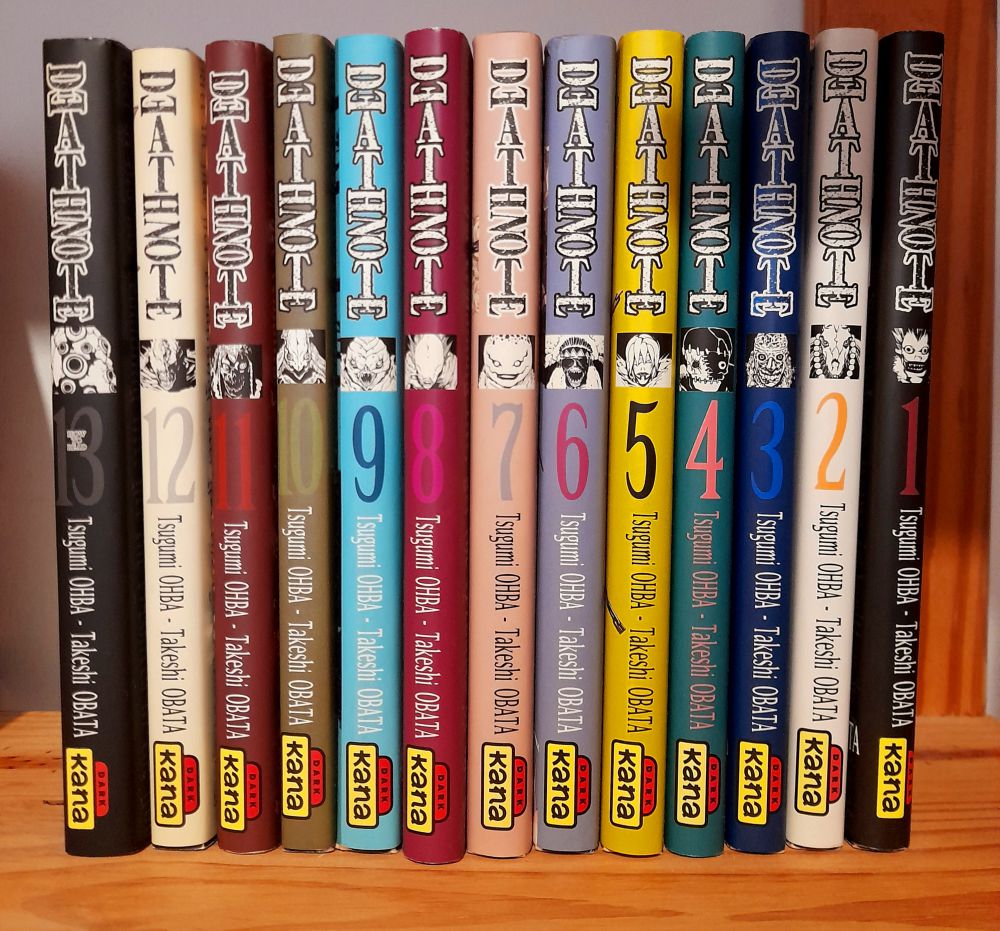 DEATH NOTE
13
Tsugumi OHBA - Takeshi OBATA
Kana
DARK
DEATH NOTE
12
Tsugumi OHBA - Takeshi OBATA
Kana
DARK
DEATH NOTE
11
Tsugumi OHBA - Takeshi OBATA
Kana
DARK
DEATH NOTE
10
Tsugumi OHBA - Takeshi OBATA
Kana
DARK
DEATH NOTE
9
Tsugumi OHBA - Takeshi OBATA
Kana
DARK
DEATH NOTE
8
Tsugumi OHBA - Takeshi OBATA
Kana
DARK
DEATH NOTE
7
Tsugumi OHBA - Takeshi OBATA
Kana
DARK
DEATH NOTE
6
Tsugumi OHBA - Takeshi OBATA
Kana
DARK
DEATH NOTE
5
Tsugumi OHBA - Takeshi OBATA
Kana
DARK
DEATH NOTE
4
Tsugumi OHBA - Takeshi OBATA
Kana
DARK
DEATH NOTE
3
Tsugumi OHBA - Takeshi OBATA
Kana
DARK
DEATH NOTE
2
Tsugumi OHBA - Takeshi OBATA
Kana
DARK
DEATH NOTE
1
Tsugumi OHBA - Takeshi OBATA
Kana
DARK